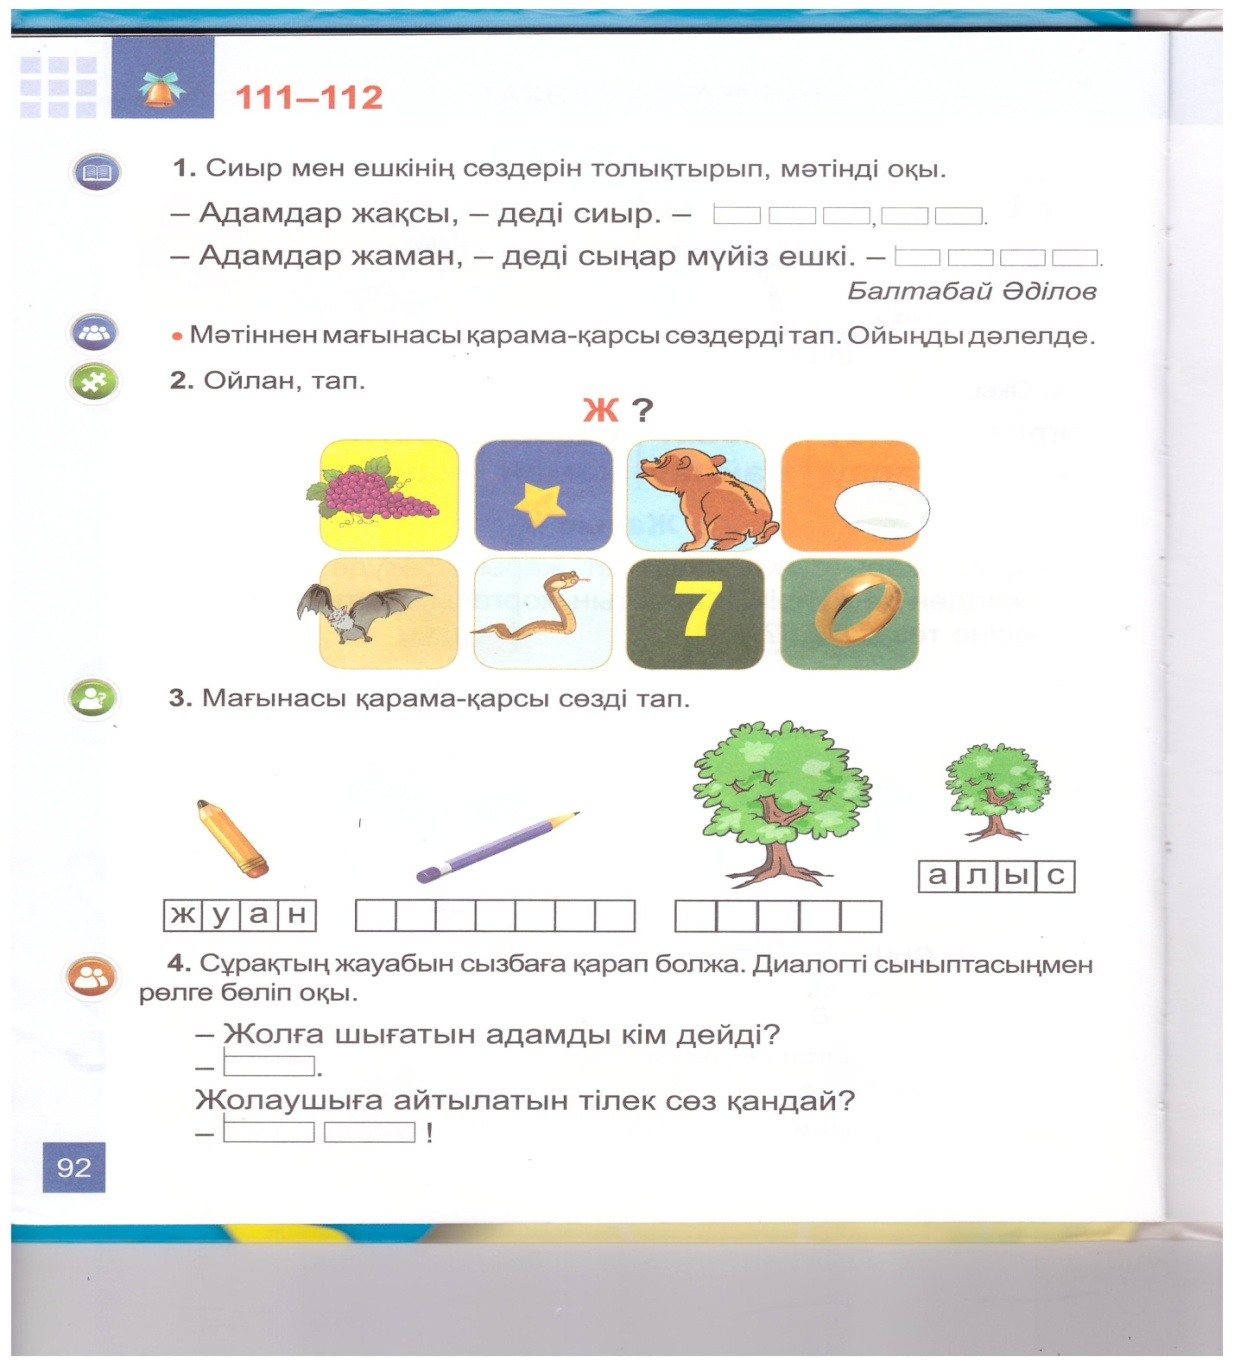 111–112
1. Сиыр мен ешкінің сөздерін толықтырып, мәтінді оқы.
– Адамдар жақсы, – деді сиыр. – , .
– Адамдар жаман, – деді сыңар мүйіз ешкі. – .
Балтабай Әділов
• Мәтіннен мағынасы қарама-қарсы сөздерді тап. Ойыңды дәлелде.
2. Ойлан, тап.
Ж ?
7
3. Мағынасы қарама-қарсы сөзді тап.
алыс
жуан
4. Сұрақтың жауабын сызбаға қарап болжа. Диалогті сыныптасыңмен
рөлге бөліп оқы.
– Жолға шығатын адамды кім дейді?
– .
Жолаушыға айтылатын тілек сөз қандай?
– !
92